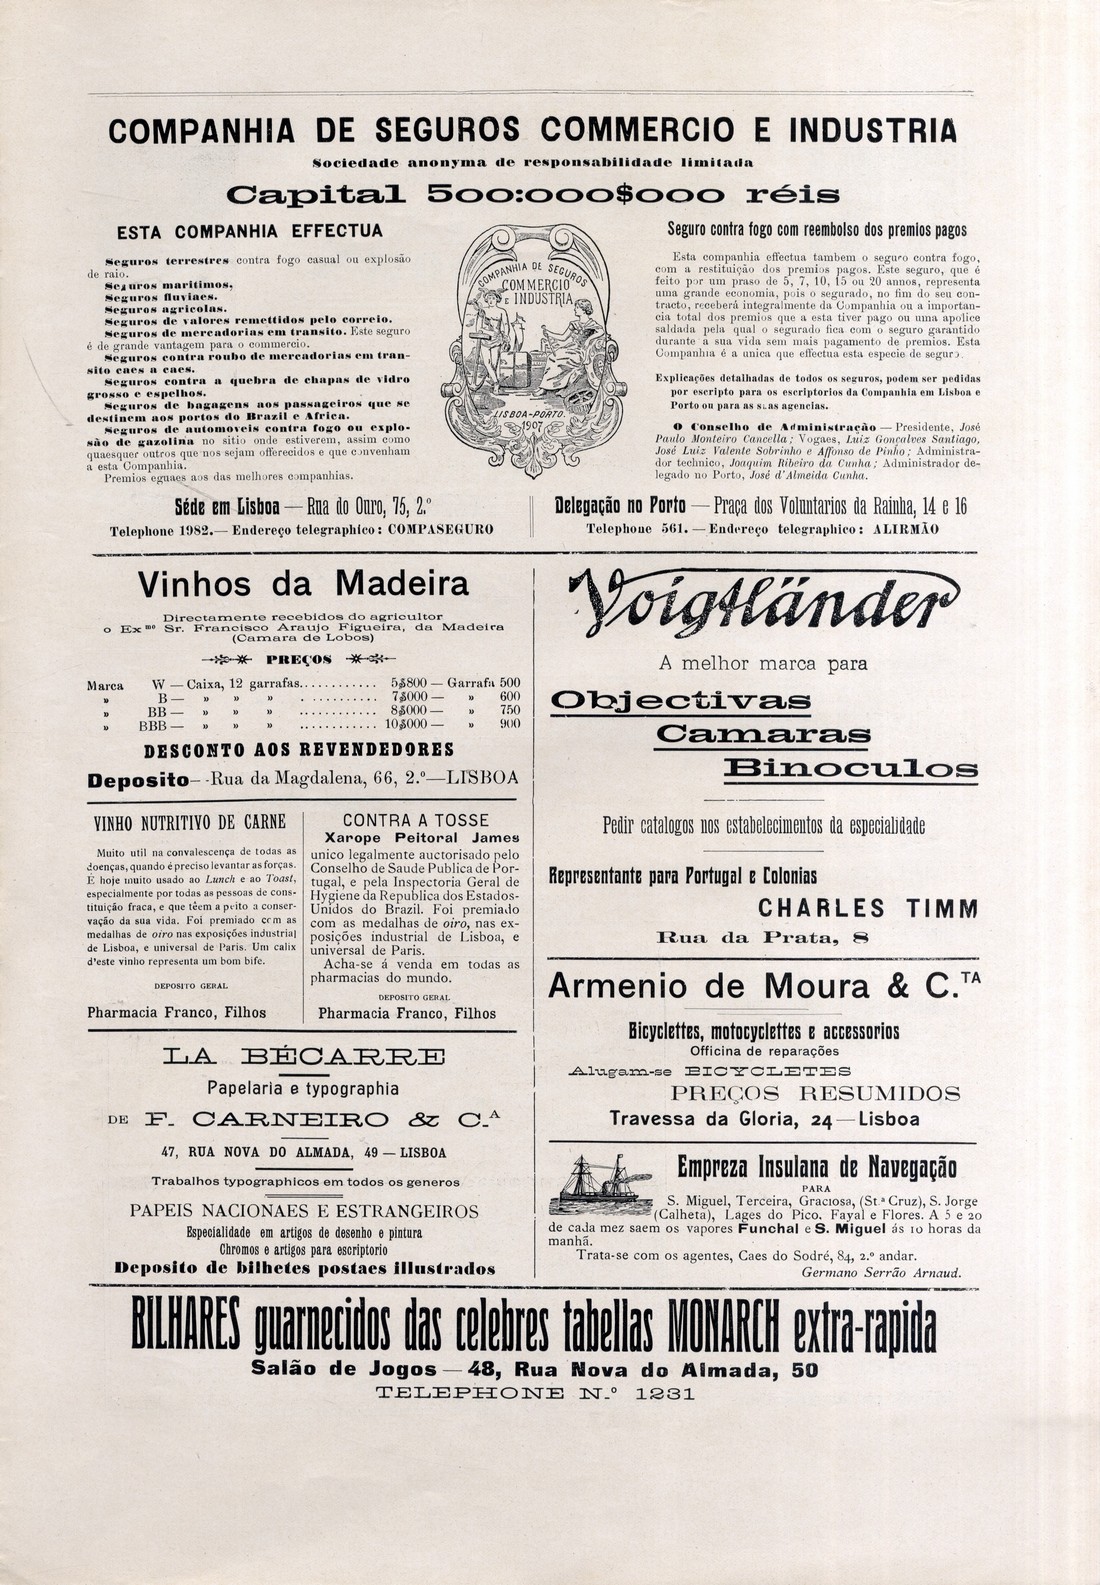 COMPANHIA DE SEGUROS COMMERCIO E INDUSTRIA
Sociedade anonyma de responsabilidade limitada
Capital 500:000$000 réis
ESTA COMPANHIA EFFECTUA
Seguros terrestres contra fogo casual ou explosão
de raio.
Seguros maritimos,
Seguros fluviaes.
Seguros agricolas.
Seguros de valores remettidos pelo correio.
Seguros de mercadorias em transito. Este seguro
é de grande vantagem para o commercio.
Seguros contra roubo de mercadorias em tran-
sito caes a caes.
Seguros contra a quebra de chapas de vidro
grosso e espelhos.
Seguros de bagagens aos passageiros que se
destinem aos portos do Brazil e Africa.
Seguros de automoveis contra fogo ou explo-
são de gazolina no sitio onde estiverem, assim como
quaesquer outros que nos sejam offerecidos e que convenham
a esta Companhia.
Premios eguaes aos das melhores companhias.
COMPANHIA DE SEGUROS
COMMERCIO
E INDUSTRIA
LISBOA-PORTO.
1907
Seguro contra fogo com reembolso dos premios pagos
Esta companhia effectua tambem o seguro contra fogo,
com a restituição dos premios pagos. Este seguro, que é
feito por um praso de 5, 7, 10, 15 ou 20 annos, representa
uma grande economia, pois o segurado, no fim do seu con-
tracto, receberá integralmente da Companhia ou a importan-
cia total dos premios que a esta tiver pago ou uma apolice
saldada pela qual o segurado fica com o seguro garantido
durante a sua vida sem mais pagamento de premios. Esta
Companhia é a unica que effectua esta especie de seguro.
Explicações detalhadas de todos os seguros, podem ser pedidas
por escripto para os escriptorios da Companhia em Lisboa e
Porto ou para as suas agencias.
O Conselho de Administração — Presidente, José
Paulo Monteiro Cancella; Vogaes, Luiz Gonçalves Santiago,
José Luiz Valente Sobrinho e Affonso de Pinho; Administra-
dor technico, Joaquim Ribeiro da Cunha; Administrador de-
legado no Porto, José d'Almeida Cunha.
Séde em Lisboa — Rua do Ouro, 75, 2.º
Telephone 1982.— Endereço telegraphico: COMPASEGURO
Delegação no Porto — Praça dos Voluntarios da Rainha, 14 e 16
Telephone 561. — Endereço telegraphico: ALIRMÃO
Vinhos da Madeira
Directamente recebidos do agricultor
o Ex.mo Sr. Francisco Araujo Figueira, da Madeira
(Camara de Lobos)
PREÇOS
Marca W — Caixa, 12 garrafas............ 5$800 — Garrafa 500
» B — » » » ............ 7$000 — » 600
» BB — » » » ............ 8$000 — » 750
» BBB — » » » ............ 10$000 — » 900
DESCONTO AOS REVENDEDORES
Deposito—-Rua da Magdalena, 66, 2.º—LISBOA
VINHO NUTRITIVO DE CARNE
Muito util na convalescença de todas as
doenças, quando é preciso levantar as forças.
É hoje muito usado ao Lunch e ao Toast,
especialmente por todas as pessoas de cons-
tituição fraca, e que têem a peito a conser-
vação da sua vida. Foi premiado com as
medalhas de oiro nas exposições industrial
de Lisboa, e universal de Paris. Um calix
d'este vinho representa um bom bife.
DEPOSITO GERAL
Pharmacia Franco, Filhos
CONTRA A TOSSE
Xarope Peitoral James
unico legalmente auctorisado pelo
Conselho de Saude Publica de Por-
tugal, e pela Inspectoria Geral de
Hygiene da Republica dos Estados-
Unidos do Brazil. Foi premiado
com as medalhas de oiro, nas ex-
posições industrial de Lisboa, e
universal de Paris.
Acha-se á venda em todas as
pharmacias do mundo.
DEPOSITO GERAL
Pharmacia Franco, Filhos
LA BÉCARRE
Papelaria e typographia
DE F. CARNEIRO & C.A
47, RUA NOVA DO ALMADA, 49 — LISBOA
Trabalhos typographicos em todos os generos
PAPEIS NACIONAES E ESTRANGEIROS
Especialidade em artigos de desenho e pintura
Chromos e artigos para escriptorio
Deposito de bilhetes postaes illustrados
Voigtländer
A melhor marca para
Objectivas
Camaras
Binoculos
Pedir catalogos nos estabelecimentos da especialidade
Representante para Portugal e Colonias
CHARLES TIMM
Rua da Prata, 8
Armenio de Moura & C.TA
Bicyclettes, motocyclettes e accessorios
Officina de reparações
Alugam-se BICYCLETES
PREÇOS RESUMIDOS
Travessa da Gloria, 24 — Lisboa
Empreza Insulana de Navegação
PARA
S. Miguel, Terceira, Graciosa, (St.ª Cruz), S. Jorge
(Calheta), Lages do Pico, Fayal e Flores. A 5 e 20
de cada mez saem os vapores Funchal e S. Miguel ás 10 horas da
manhã.
Trata-se com os agentes, Caes do Sodré, 84, 2.º andar.
Germano Serrão Arnaud.
BILHARES guarnecidos das celebres tabellas MONARCH extra-rapida
Salão de Jogos — 48, Rua Nova do Almada, 50
TELEPHONE N.º 1231